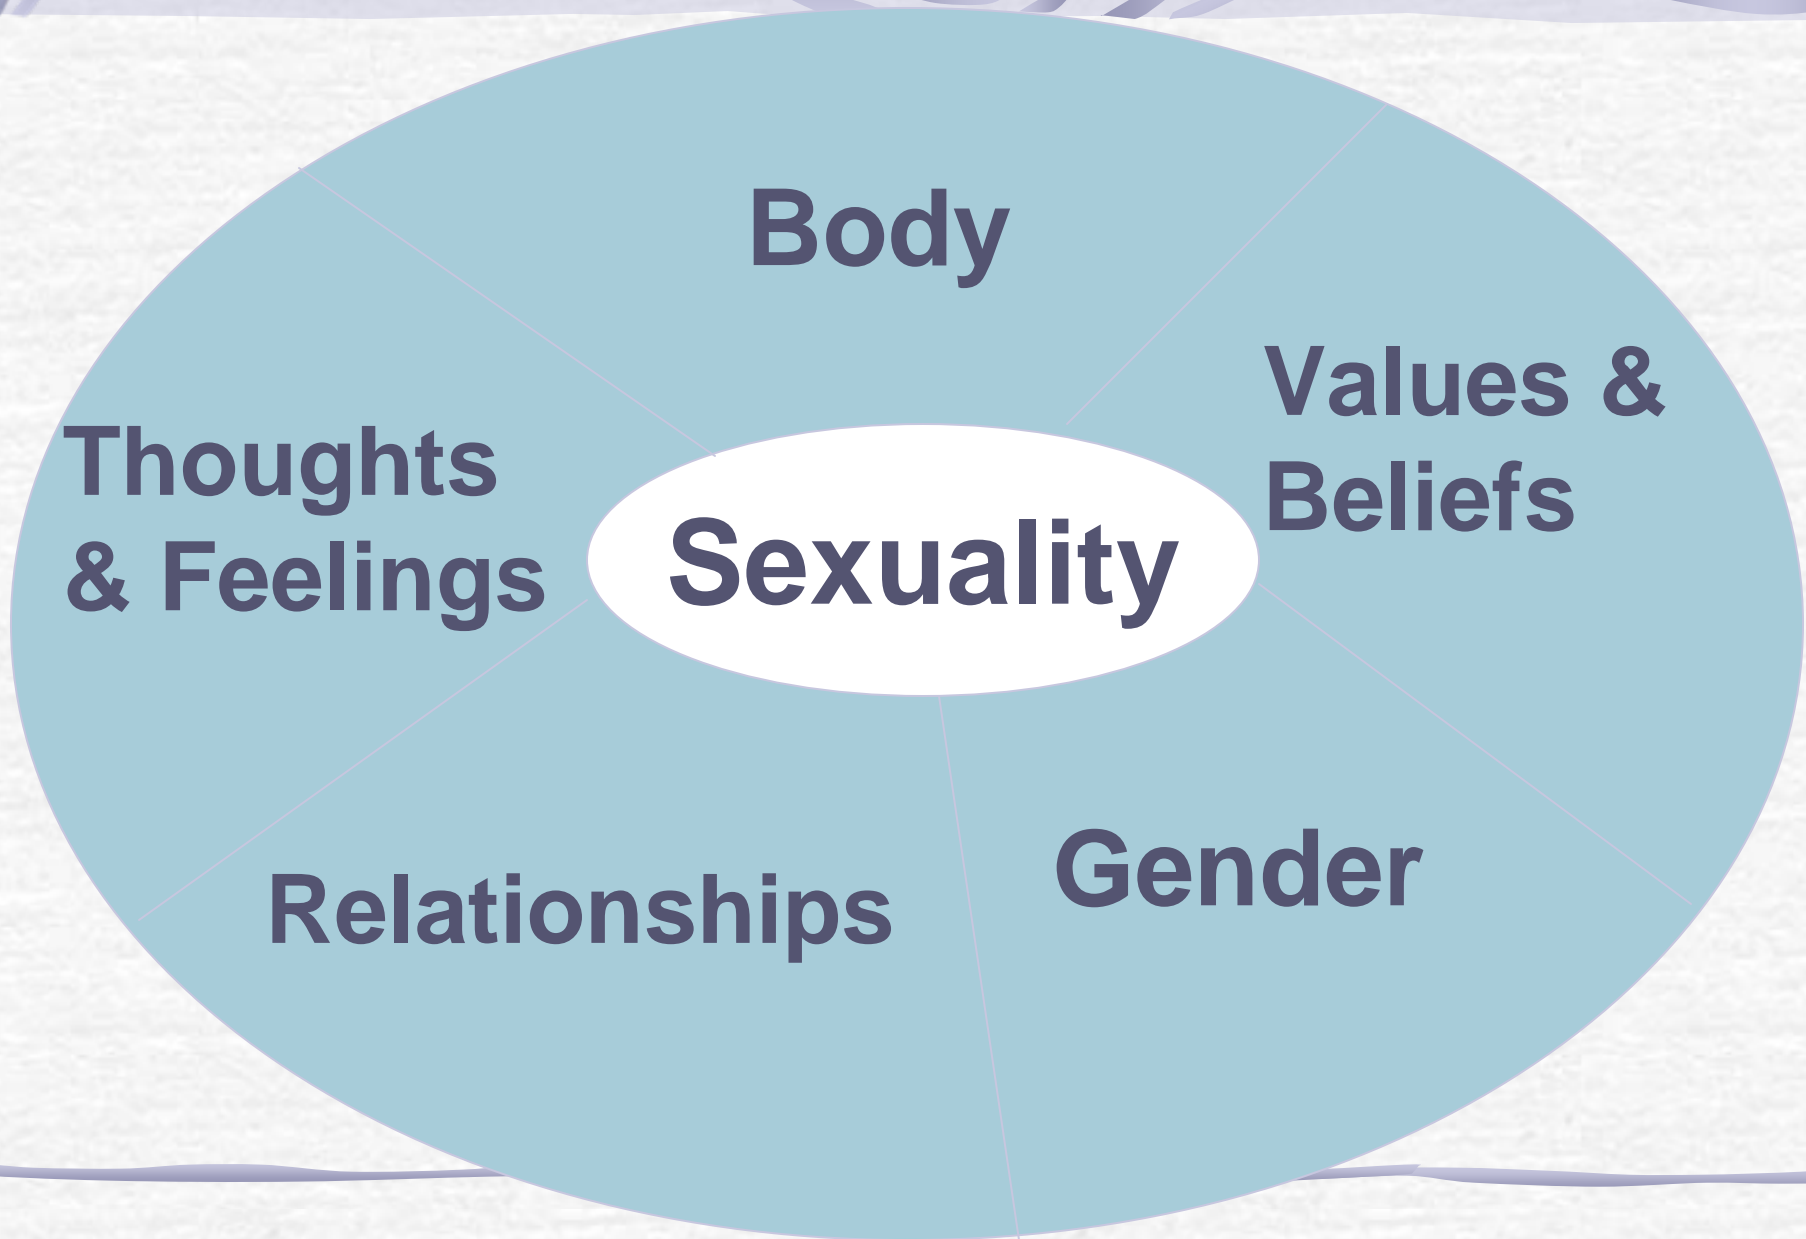 Body
Values &
Beliefs
Thoughts
& Feelings
Sexuality
Gender
Relationships